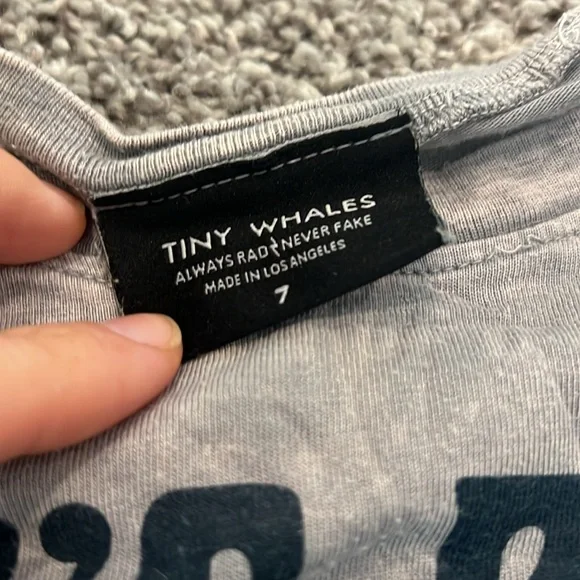 TINY WHALES
ALWAYS RAD NEVER FAKE
MADE IN LOS ANGELES
7
'S